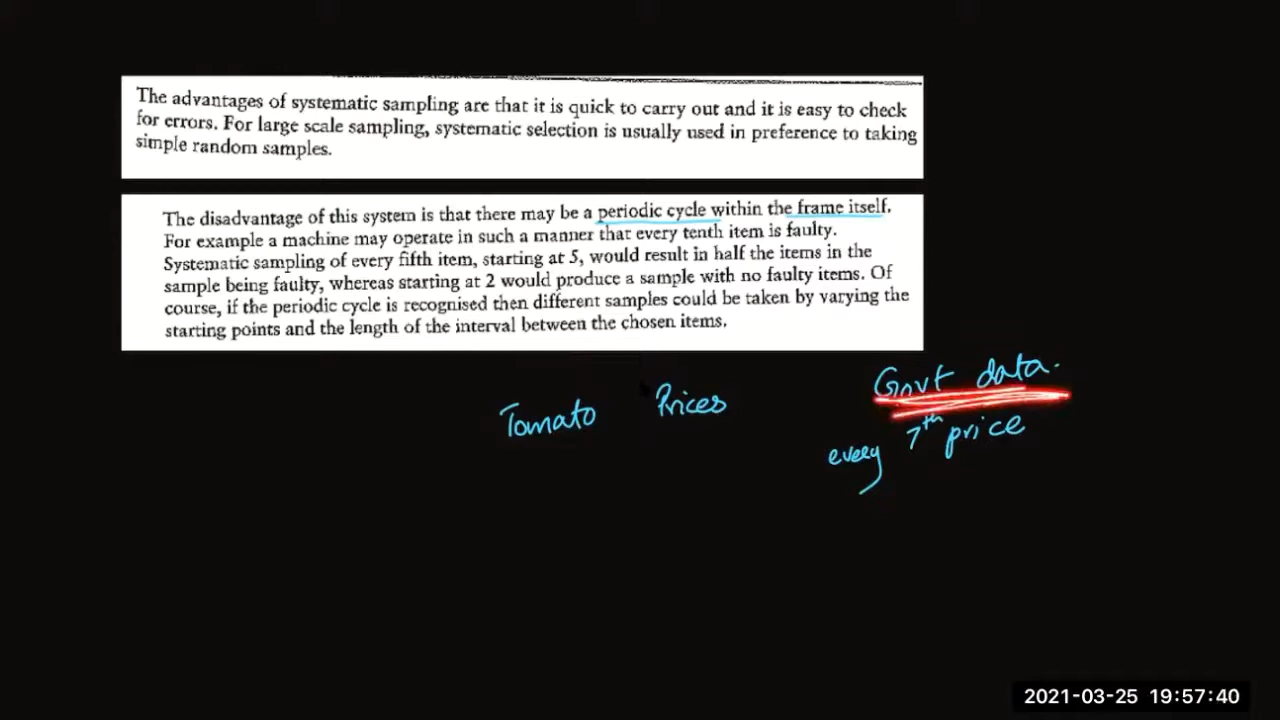 The advantages of systematic sampling are that it is quick to carry out and it is easy to check
for errors. For large scale sampling, systematic selection is usually used in preference to taking
simple random samples.
The disadvantage of this system is that there may be a periodic cycle within the frame itself.
For example a machine may operate in such a manner that every tenth item is faulty.
Systematic sampling of every fifth item, starting at 5, would result in half the items in the
sample being faulty, whereas starting at 2 would produce a sample with no faulty items. Of
course, if the periodic cycle is recognised then different samples could be taken by varying the
starting points and the length of the interval between the chosen items.
Tomato Prices
Govt data.
every 7th price
2021-03-25 19:57:40